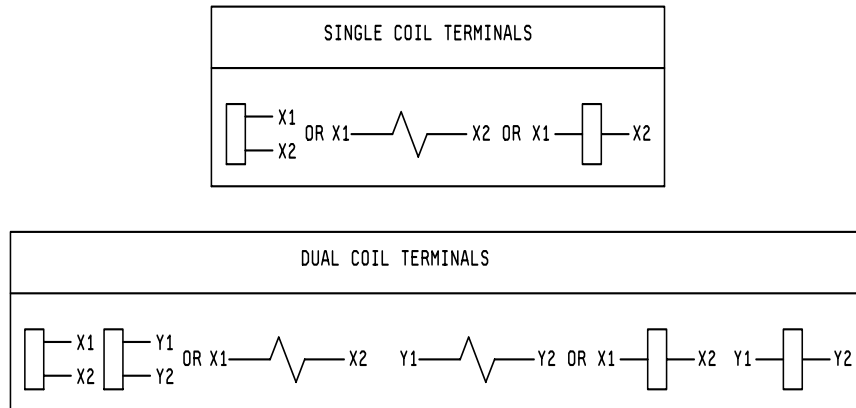 SINGLE COIL TERMINALS
X1
OR X1 X2 OR X1 X2
X2
DUAL COIL TERMINALS
X1 Y1
OR X1 X2 Y1 Y2 OR X1 X2 Y1 Y2
X2 Y2